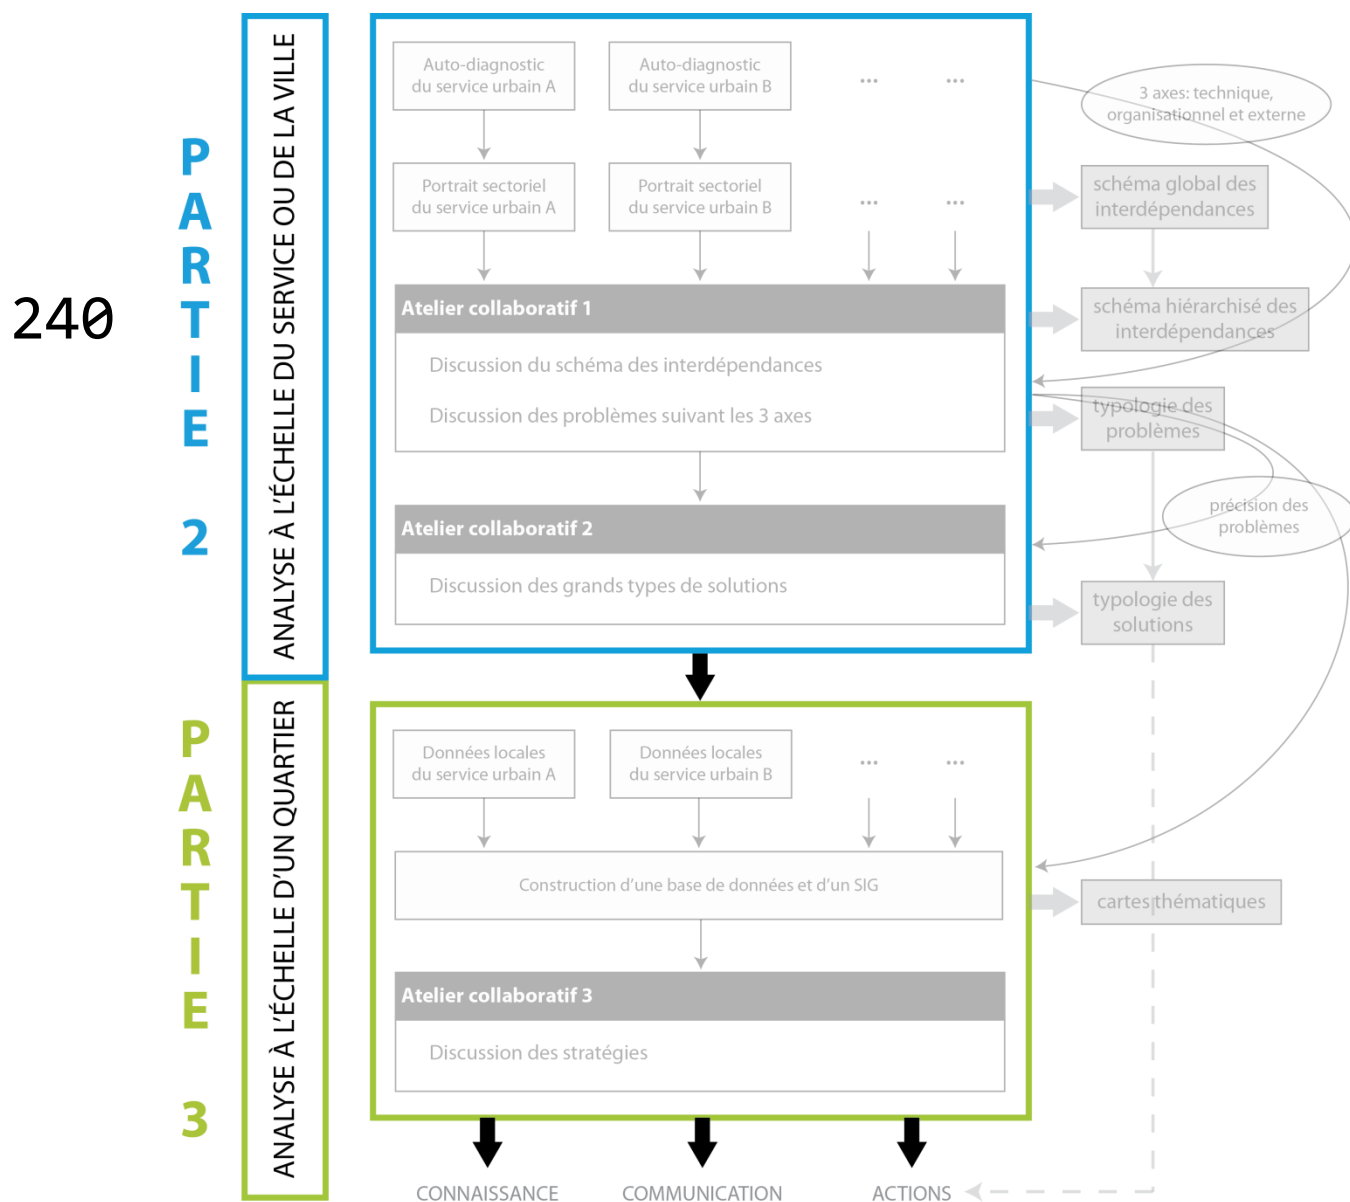 240
PARTIE 2
ANALYSE À L'ÉCHELLE DU SERVICE OU DE LA VILLE
Auto-diagnostic
du service urbain A
Auto-diagnostic
du service urbain B
...
...
3 axes: technique,
organisationnel et externe
Portrait sectoriel
du service urbain A
Portrait sectoriel
du service urbain B
...
...
schéma global des
interdépendances
Atelier collaboratif 1
schéma hiérarchisé des
interdépendances
Discussion du schéma des interdépendances
Discussion des problèmes suivant les 3 axes
typologie des
problèmes
précision des
problèmes
Atelier collaboratif 2
Discussion des grands types de solutions
typologie des
solutions
PARTIE 3
ANALYSE À L'ÉCHELLE D'UN QUARTIER
Données locales
du service urbain A
Données locales
du service urbain B
...
...
Construction d'une base de données et d'un SIG
cartes thématiques
Atelier collaboratif 3
Discussion des stratégies
CONNAISSANCE
COMMUNICATION
ACTIONS